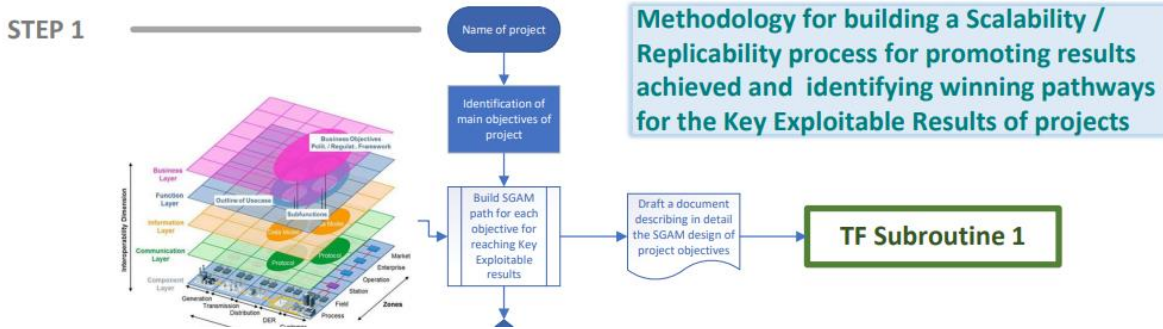 STEP 1
Name of project
Methodology for building a Scalability /
Replicability process for promoting results
achieved and identifying winning pathways
for the Key Exploitable Results of projects
Identification of
main objectives of
project
Business Objectives
Polit. / Regulat. Framework
Business
Layer
Function
Layer
Outline of Usecase
SubFunctions
Information
Layer
Data Model
Data Model
Communication
Layer
Protocol
Protocol
Component
Layer
Interoperability Dimension
Generation
Transmission
Distribution
DER
Customer
Market
Enterprise
Operation
Station
Field
Process
Zones
Build SGAM
path for each
objective for
reaching Key
Exploitable
results
Draft a document
describing in detail
the SGAM design of
project objectives
TF Subroutine 1